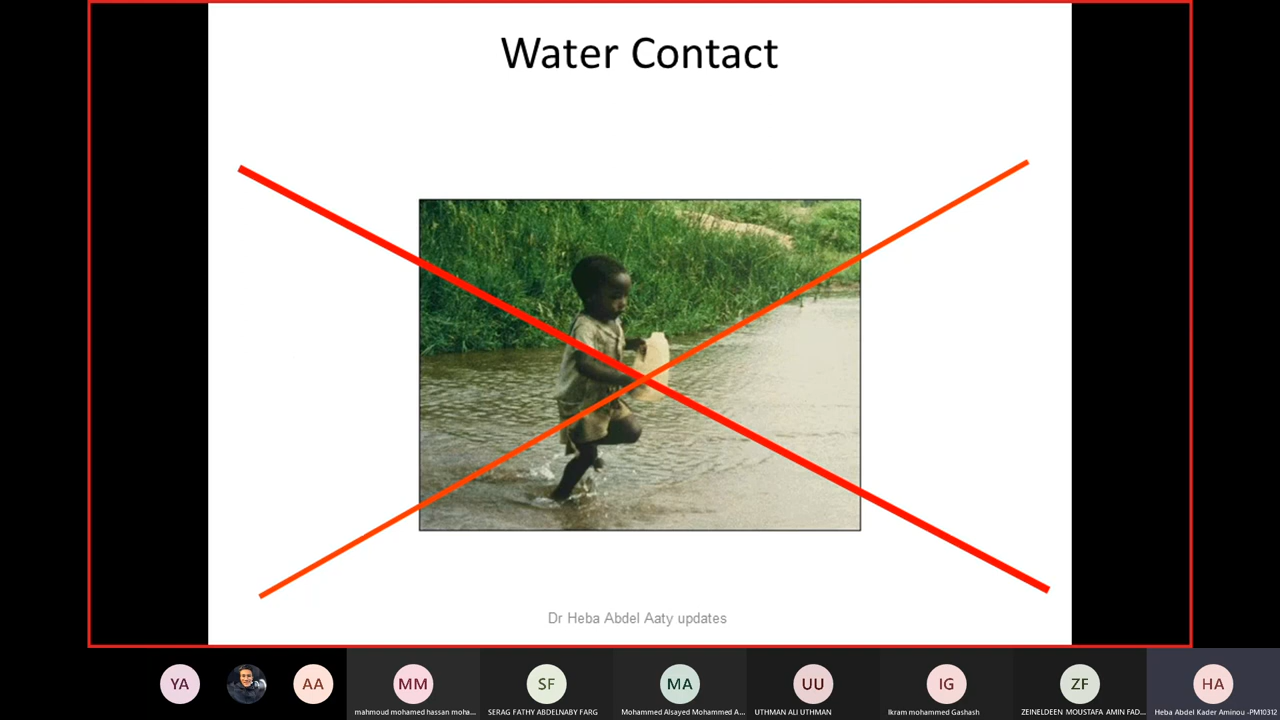 Water Contact
Dr Heba Abdel Aaty updates
YA
AA
MM
SF
MA
UU
IG
ZF
HA
mahmoud mohamed hassan moha...
SERAG FATHY ABDELNABY FARG
Mohammed Alsayed Mohammed A...
UTHMAN ALI UTHMAN
Ikram mohammed Gashash
ZEINELDEEN MOUSTAFA AMIN FAD...
Heba Abdel Kader Aminou -PM10312